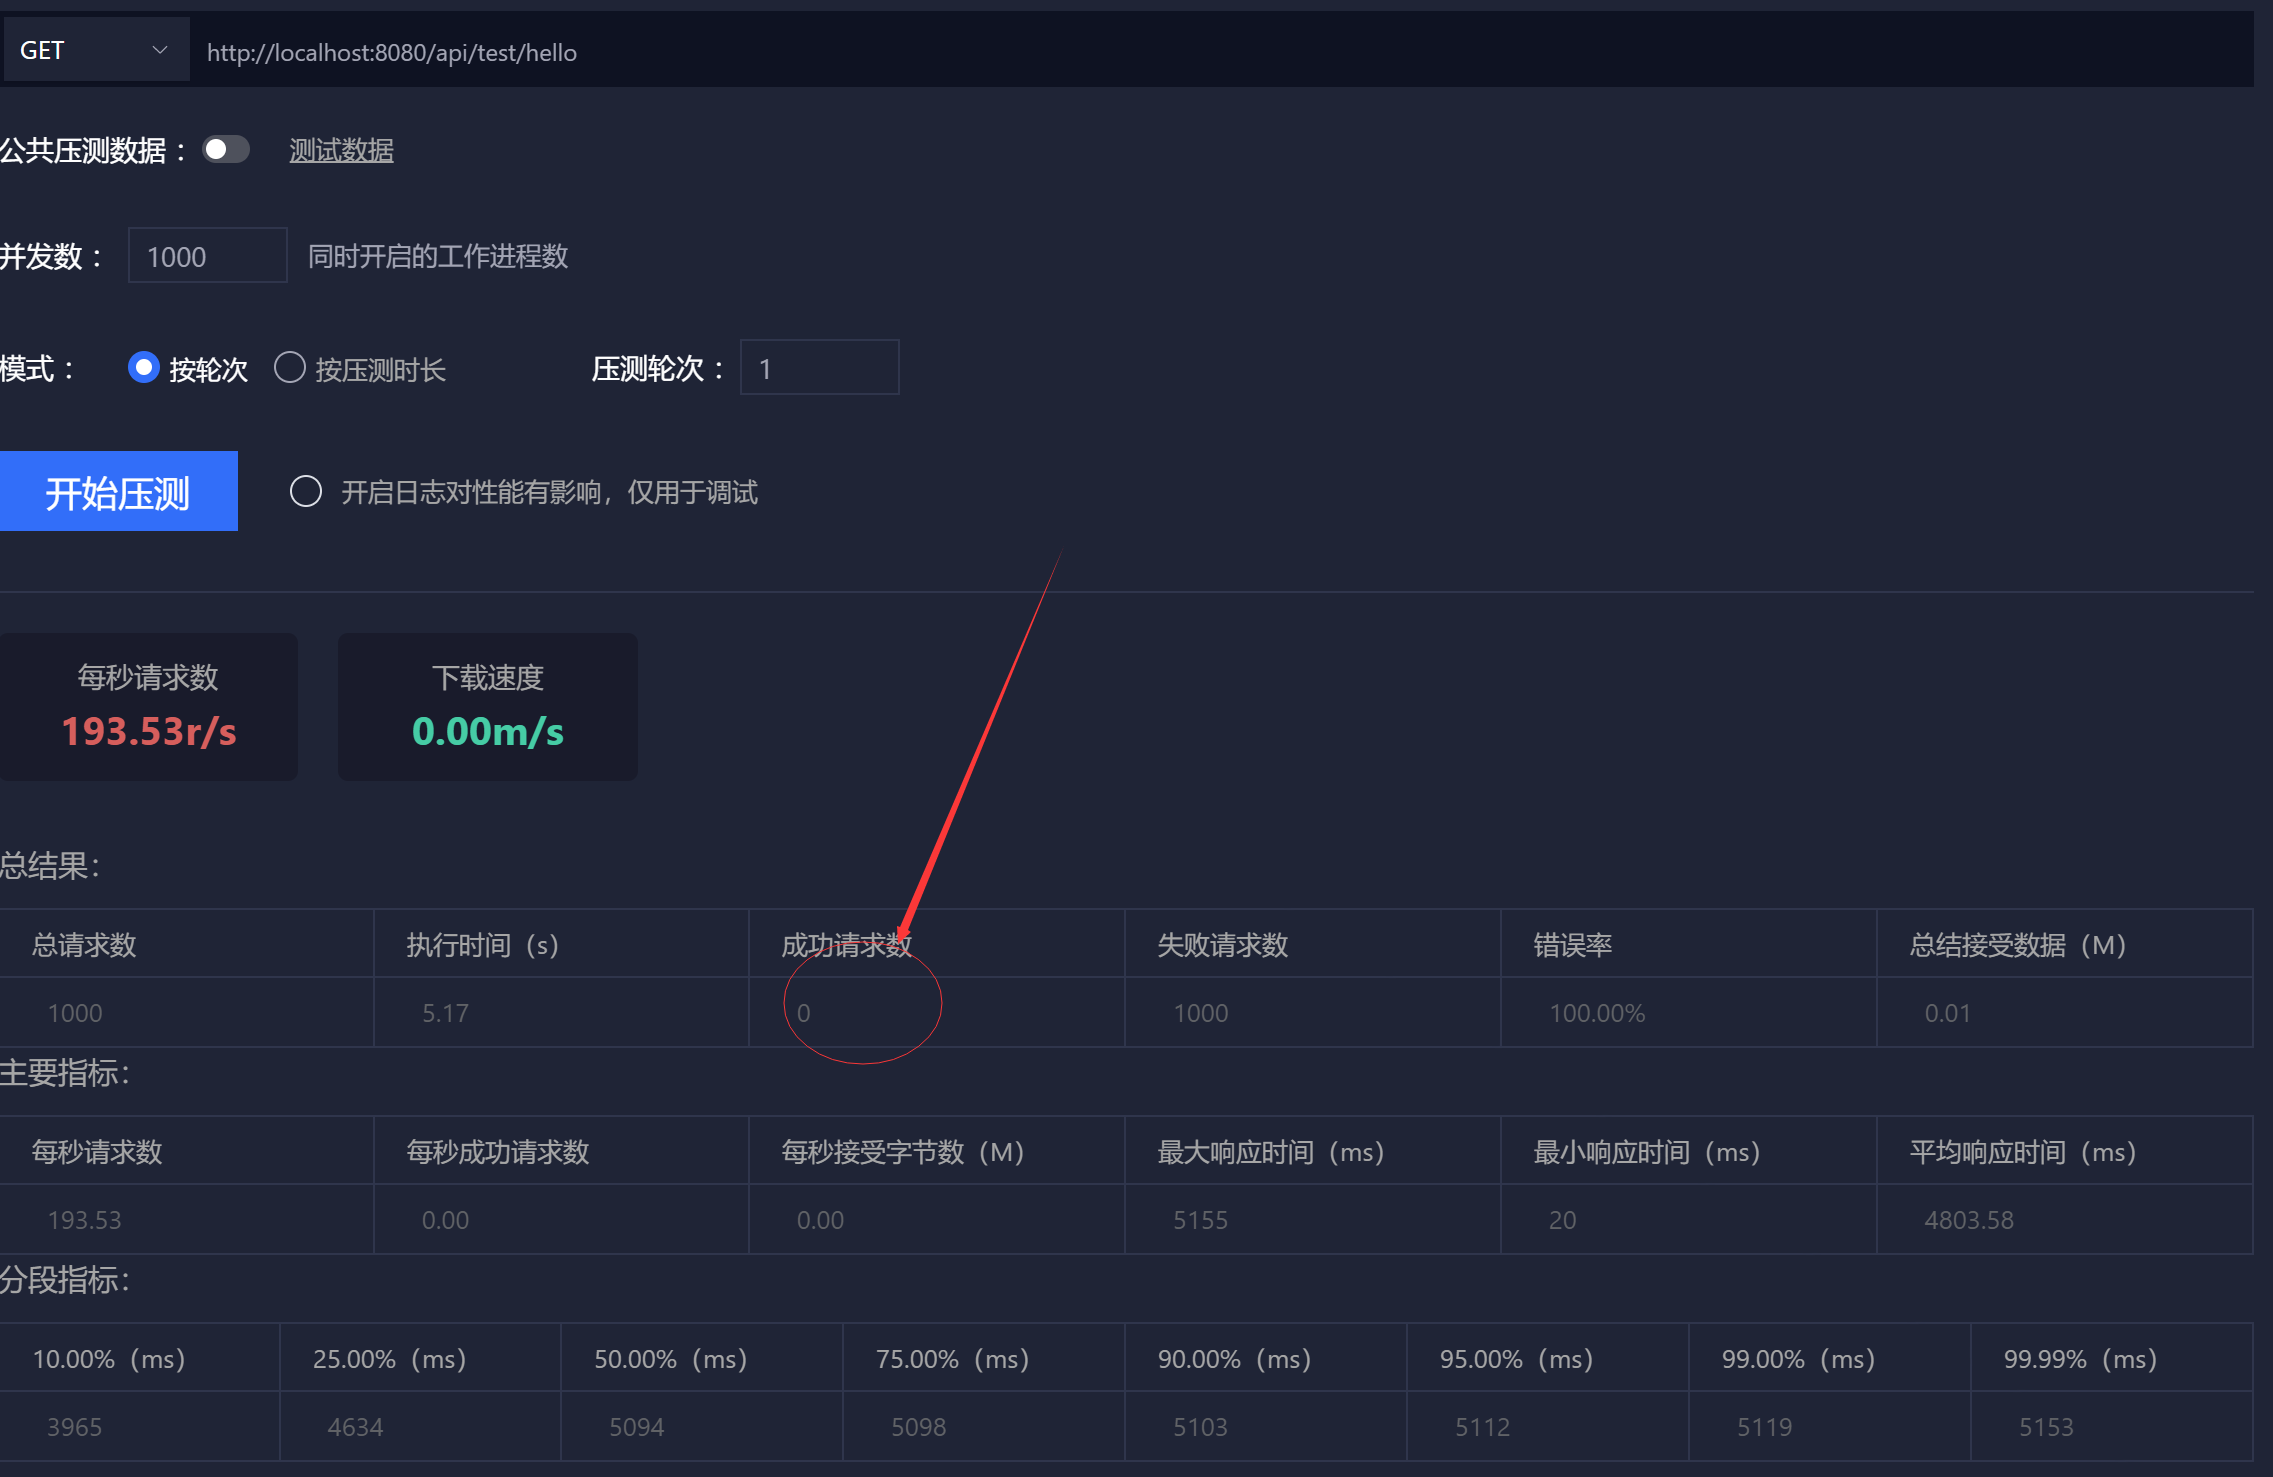 GET http://localhost:8080/api/test/hello
公共压测数据： 测试数据
并发数： 1000 同时开启的工作进程数
模式： 按轮次 按压测时长 压测轮次： 1
开始压测 开启日志对性能有影响，仅用于调试
每秒请求数 下载速度
193.53r/s 0.00m/s
总结果：
总请求数 执行时间（s） 成功请求数 失败请求数 错误率 总结接受数据（M）
1000 5.17 0 1000 100.00% 0.01
主要指标：
每秒请求数 每秒成功请求数 每秒接受字节数（M） 最大响应时间（ms） 最小响应时间（ms） 平均响应时间（ms）
193.53 0.00 0.00 5155 20 4803.58
分段指标：
10.00%（ms） 25.00%（ms） 50.00%（ms） 75.00%（ms） 90.00%（ms） 95.00%（ms） 99.00%（ms） 99.99%（ms）
3965 4634 5094 5098 5103 5112 5119 5153